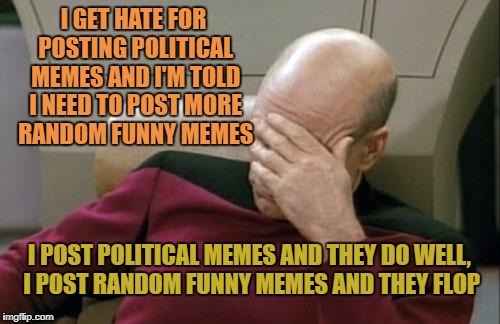 I GET HATE FOR
POSTING POLITICAL
MEMES AND I'M TOLD
I NEED TO POST MORE
RANDOM FUNNY MEMES
I POST POLITICAL MEMES AND THEY DO WELL,
I POST RANDOM FUNNY MEMES AND THEY FLOP
imgflip.com